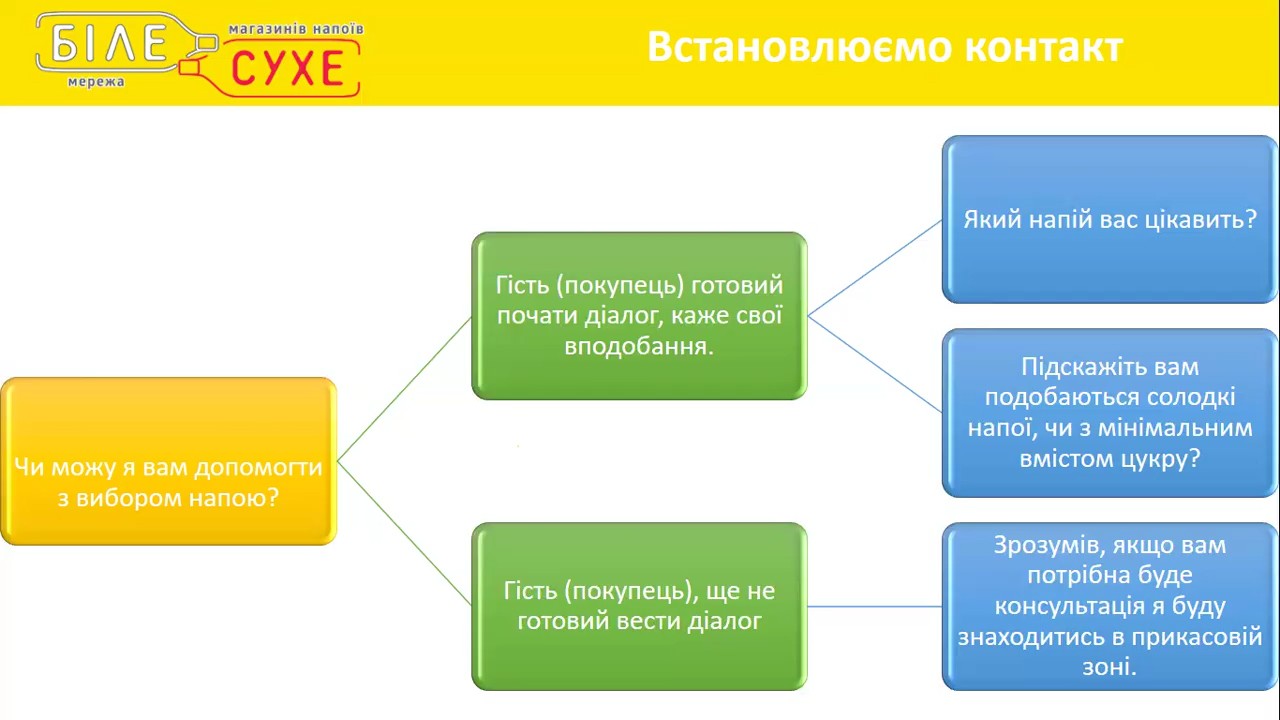 БІЛЕ
мережа
магазинів напоїв
СУХЕ
Встановлюємо контакт
Чи можу я вам допомогти
з вибором напою?
Гість (покупець) готовий
почати діалог, каже свої
вподобання.
Який напій вас цікавить?
Підскажіть вам
подобаються солодкі
напої, чи з мінімальним
вмістом цукру?
Гість (покупець), ще не
готовий вести діалог
Зрозумів, якщо вам
потрібна буде
консультація я буду
знаходитись в прикасовій
зоні.